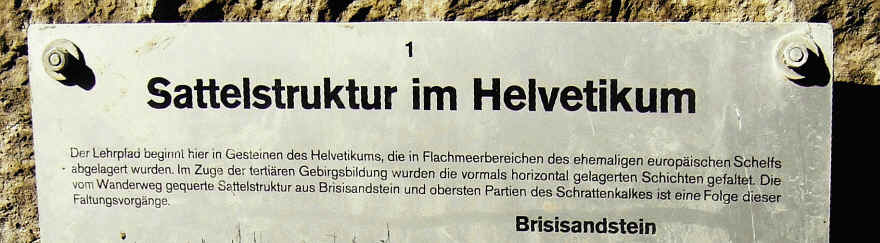 1
Sattelstruktur im Helvetikum
Der Lehrpfad beginnt hier in Gesteinen des Helvetikums, die in Flachmeerbereichen des ehemaligen europäischen Schelfs
abgelagert wurden. Im Zuge der tertiären Gebirgsbildung wurden die vormals horizontal gelagerten Schichten gefaltet. Die
vom Wanderweg gequerte Sattelstruktur aus Brisisandstein und obersten Partien des Schrattenkalkes ist eine Folge dieser
Faltungsvorgänge.
Brisisandstein